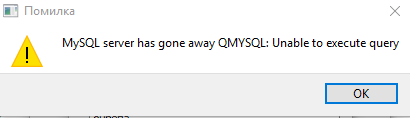 Помилка
MySQL server has gone away QMYSQL: Unable to execute query
OK